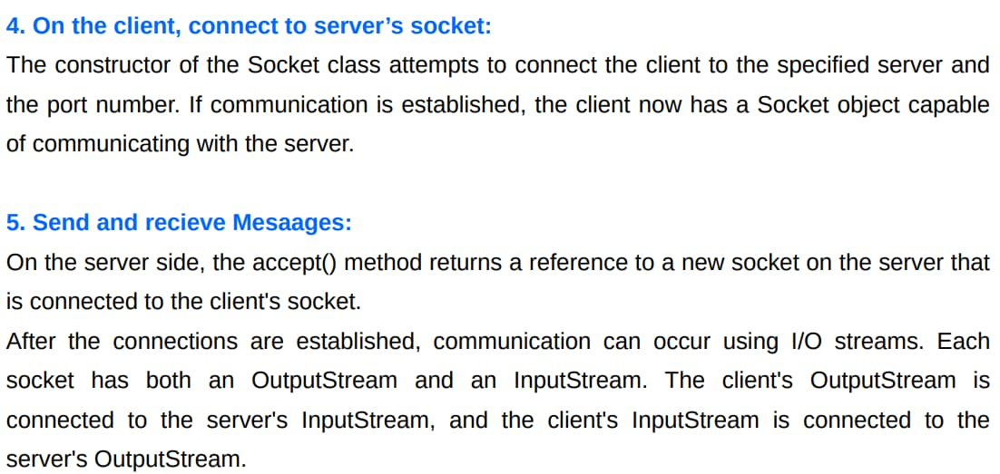 4. On the client, connect to server’s socket:
The constructor of the Socket class attempts to connect the client to the specified server and
the port number. If communication is established, the client now has a Socket object capable
of communicating with the server.
5. Send and recieve Mesaages:
On the server side, the accept() method returns a reference to a new socket on the server that
is connected to the client's socket.
After the connections are established, communication can occur using I/O streams. Each
socket has both an OutputStream and an InputStream. The client's OutputStream is
connected to the server's InputStream, and the client's InputStream is connected to the
server's OutputStream.